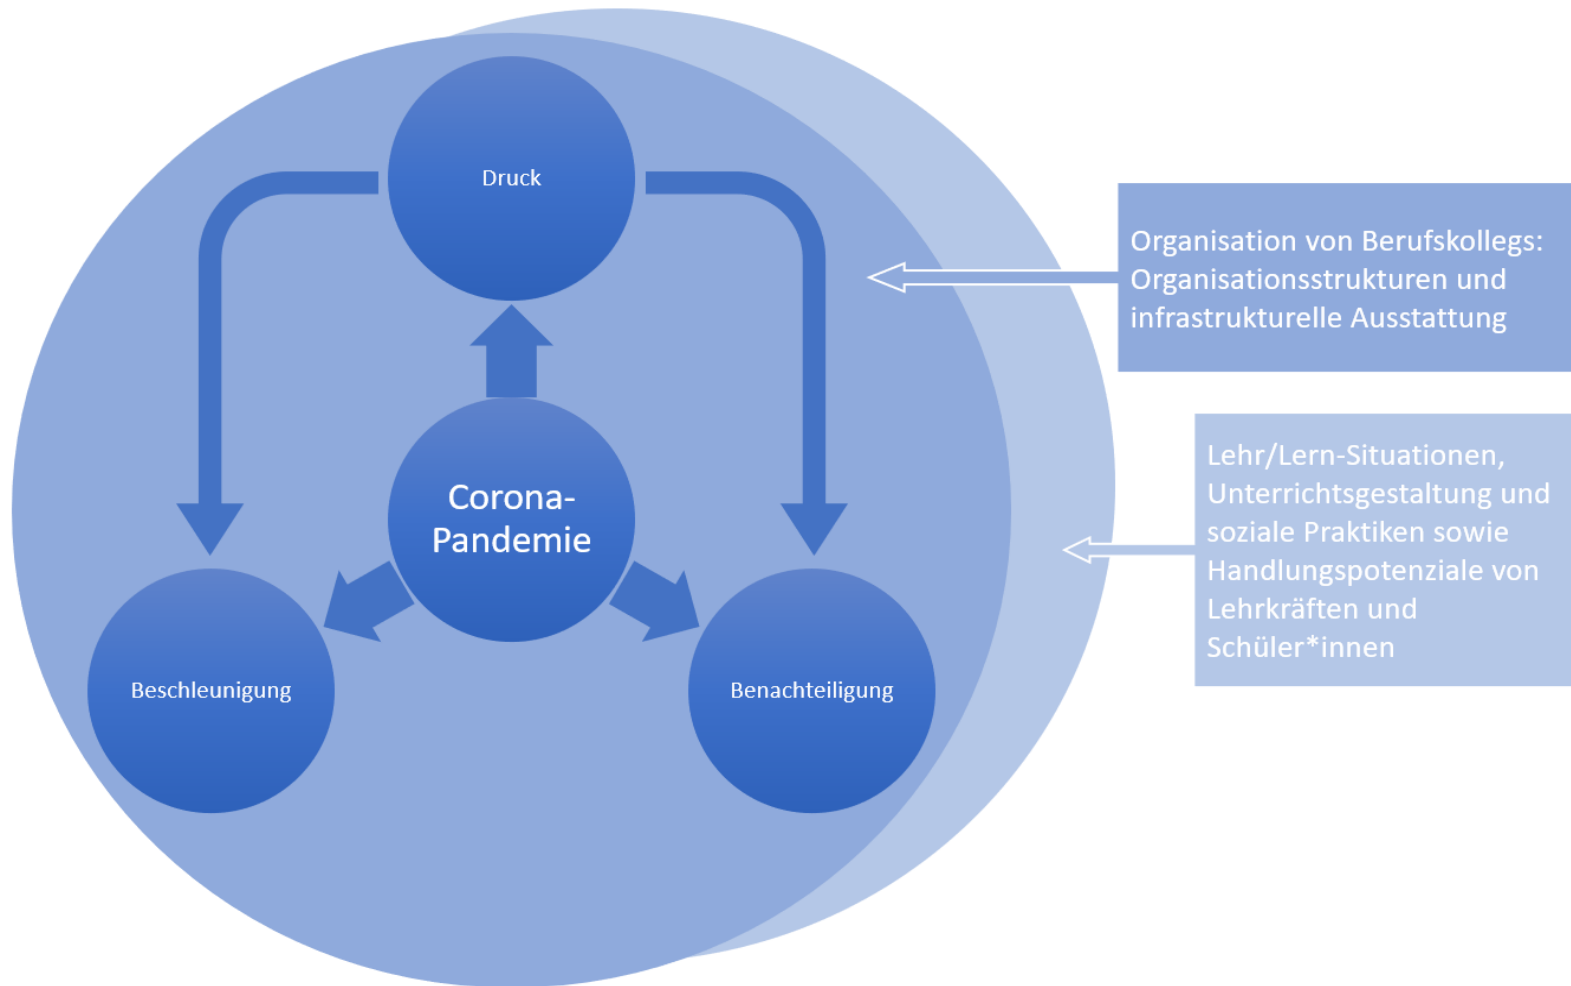 Druck
Organisation von Berufskollegs:
Organisationsstrukturen und
infrastrukturelle Ausstattung
Corona-
Pandemie
Lehr/Lern-Situationen,
Unterrichtsgestaltung und
soziale Praktiken sowie
Handlungspotenziale von
Lehrkräften und
Schüler*innen
Beschleunigung
Benachteiligung